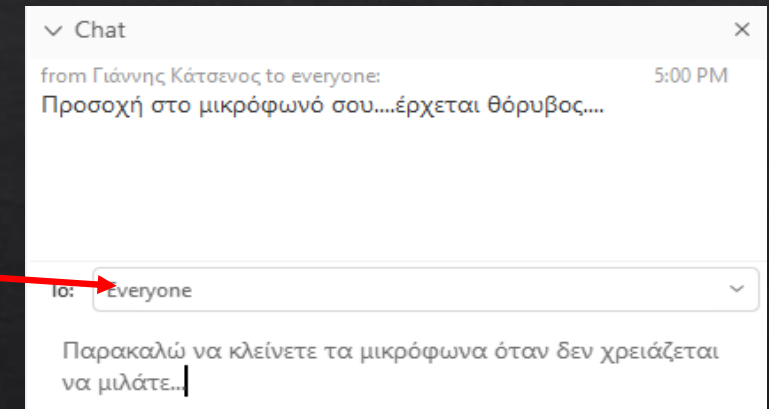 Chat
from Γιάννης Κάτσενος to everyone: 5:00 PM
Προσοχή στο μικρόφωνό σου....έρχεται θόρυβος....
To: Everyone
Παρακαλώ να κλείνετε τα μικρόφωνα όταν δεν χρειάζεται
να μιλάτε...